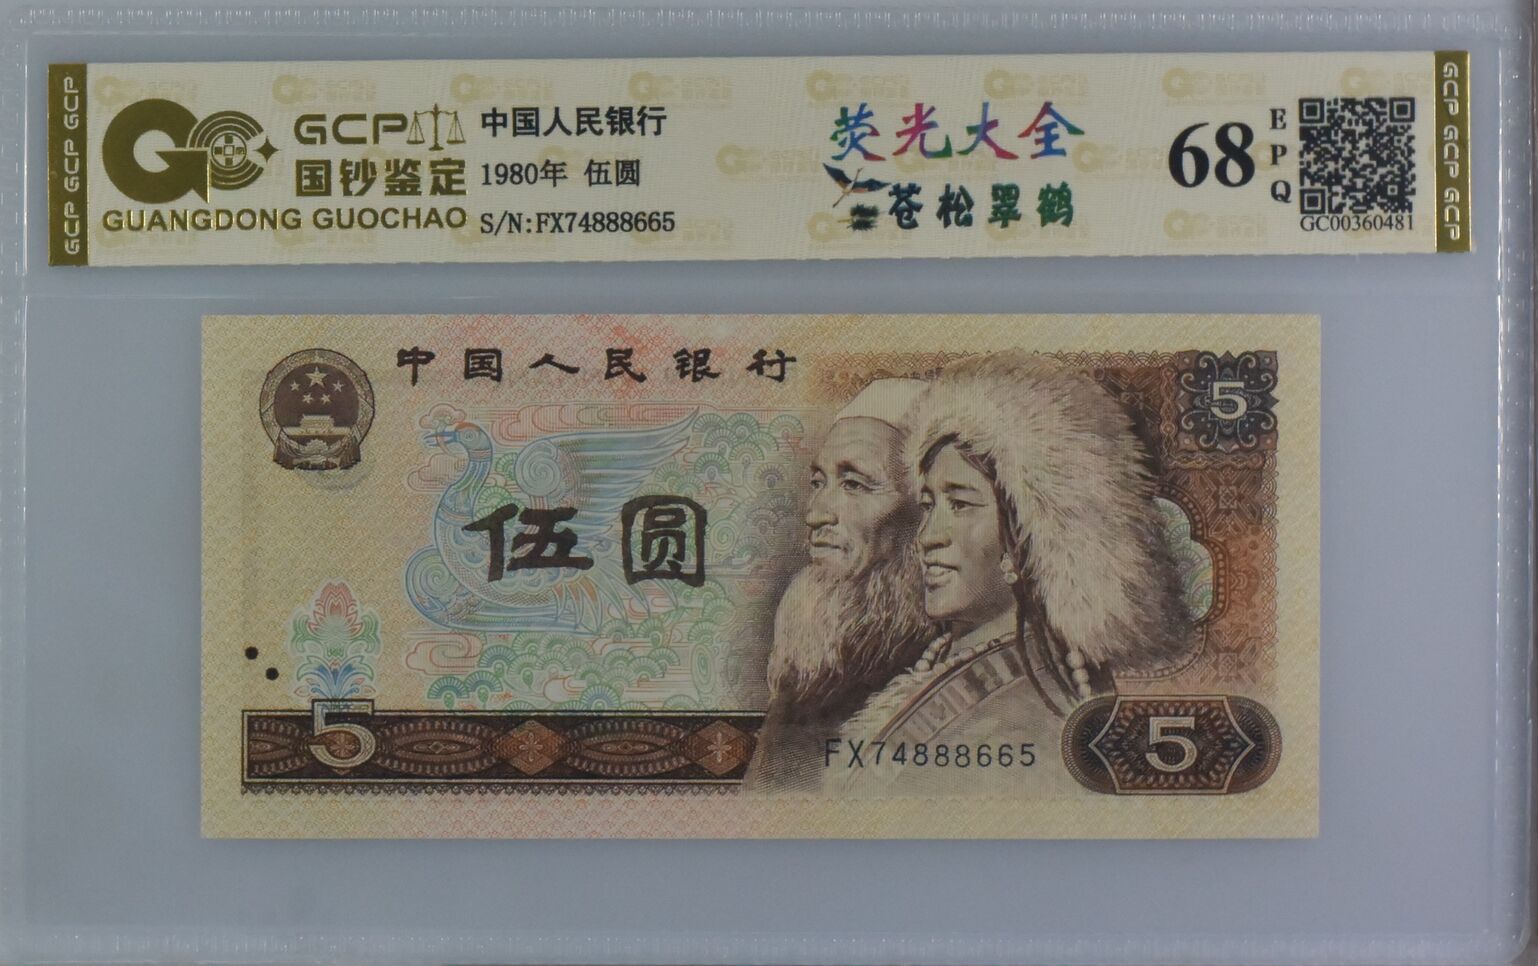 GCP GCP GCP
GCP
国钞鉴定
GUANGDONG GUOCHAO
中国人民银行
1980年 伍圆
S/N:FX74888665
荧光大全
苍松翠鹤
68
EPQ
GC00360481
GCP GCP GCP
中国人民银行
5
伍圆
5
FX74888665
5